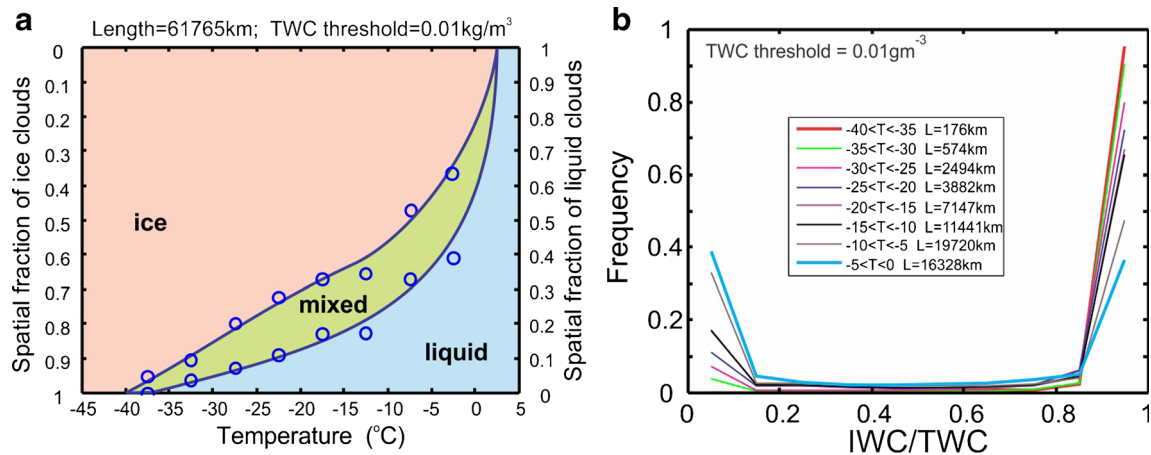 a
Length=61765km; TWC threshold=0.01kg/m³
Spatial fraction of ice clouds
0
0.1
0.2
0.3
0.4
0.5
0.6
0.7
0.8
0.9
1
ice
mixed
liquid
1
0.9
0.8
0.7
0.6
0.5
0.4
0.3
0.2
0.1
0
Spatial fraction of liquid clouds
-45 -40 -35 -30 -25 -20 -15 -10 -5 0 5
Temperature (°C)
b
TWC threshold = 0.01gm⁻³
Frequency
1
0.8
0.6
0.4
0.2
0
-40<T<-35 L=176km
-35<T<-30 L=574km
-30<T<-25 L=2494km
-25<T<-20 L=3882km
-20<T<-15 L=7147km
-15<T<-10 L=11441km
-10<T<-5 L=19720km
-5<T<0 L=16328km
0 0.2 0.4 0.6 0.8 1
IWC/TWC